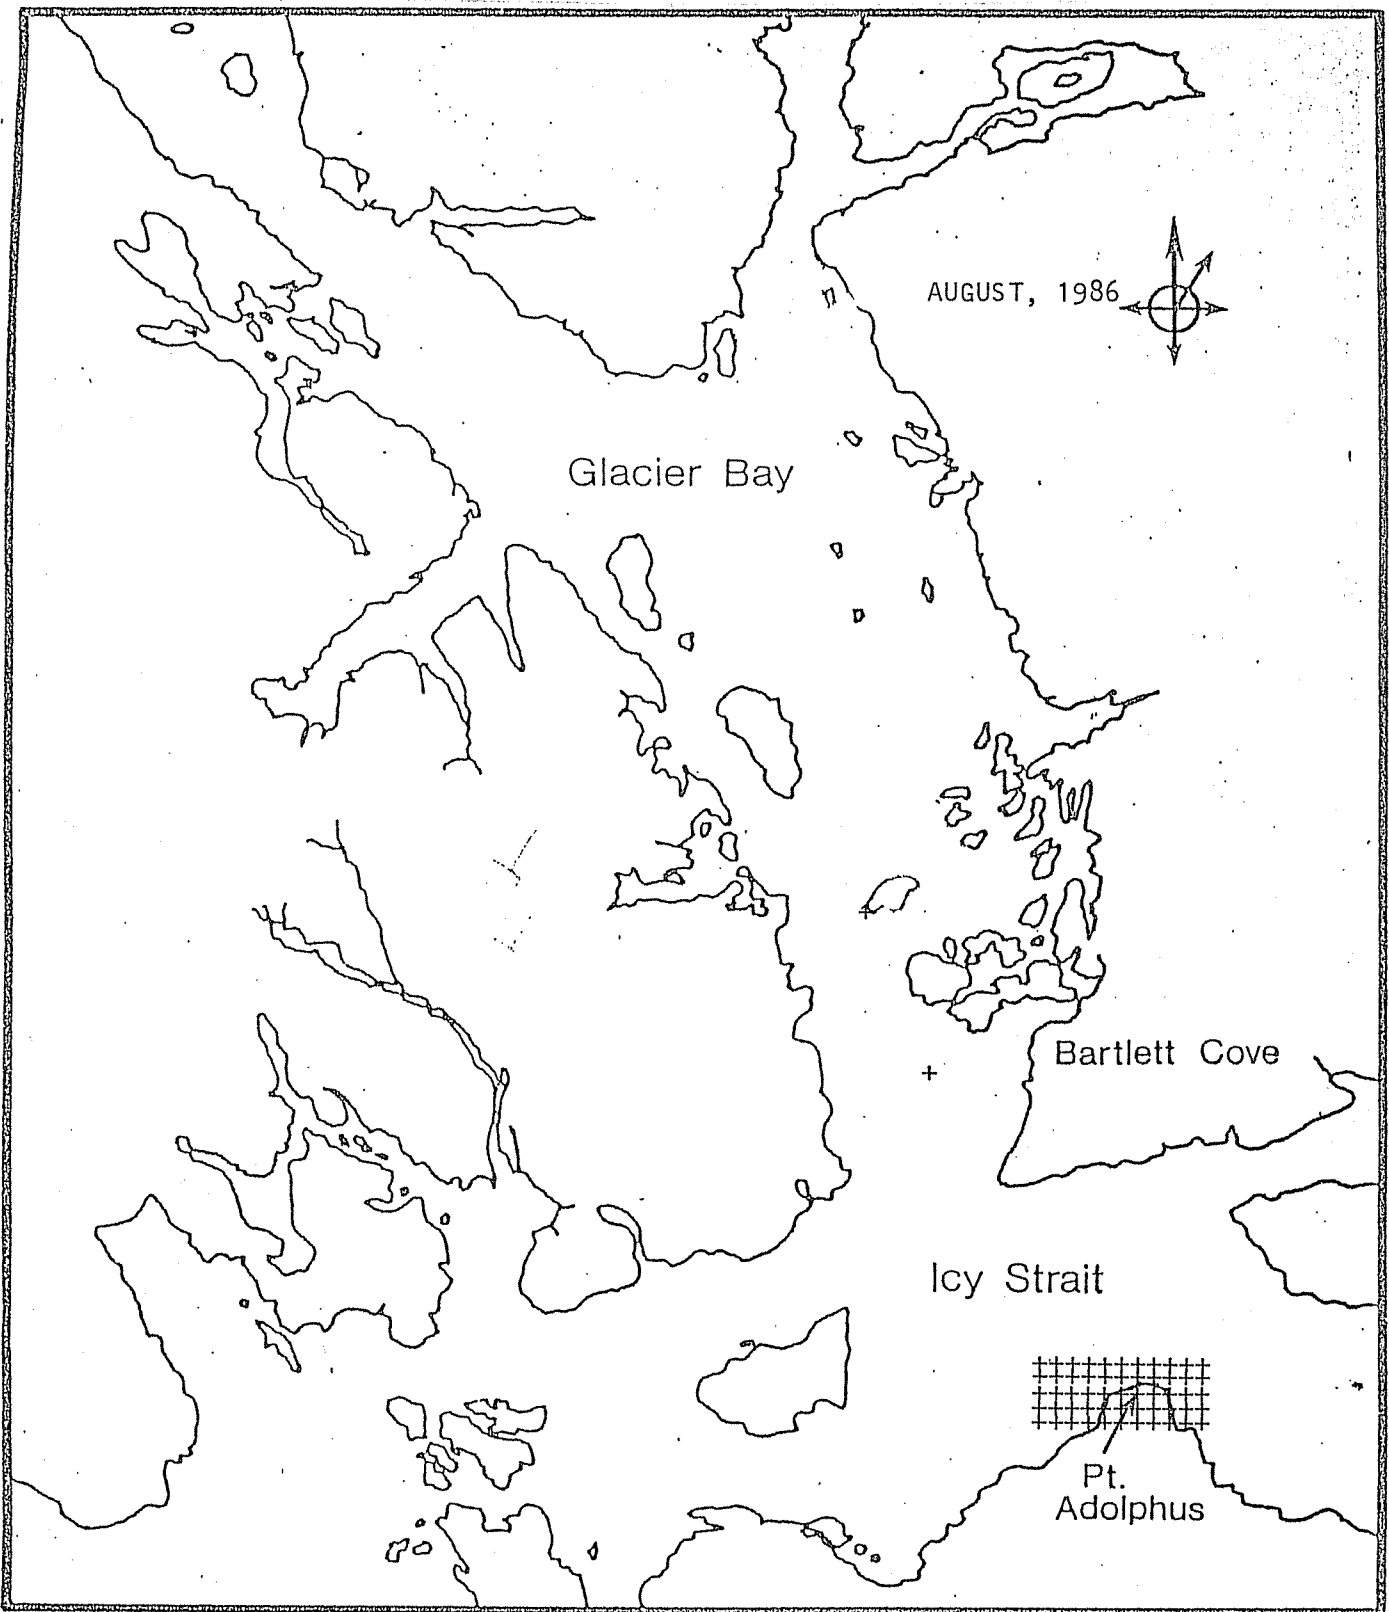 AUGUST, 1986
Glacier Bay
Bartlett Cove
Icy Strait
Pt.
Adolphus